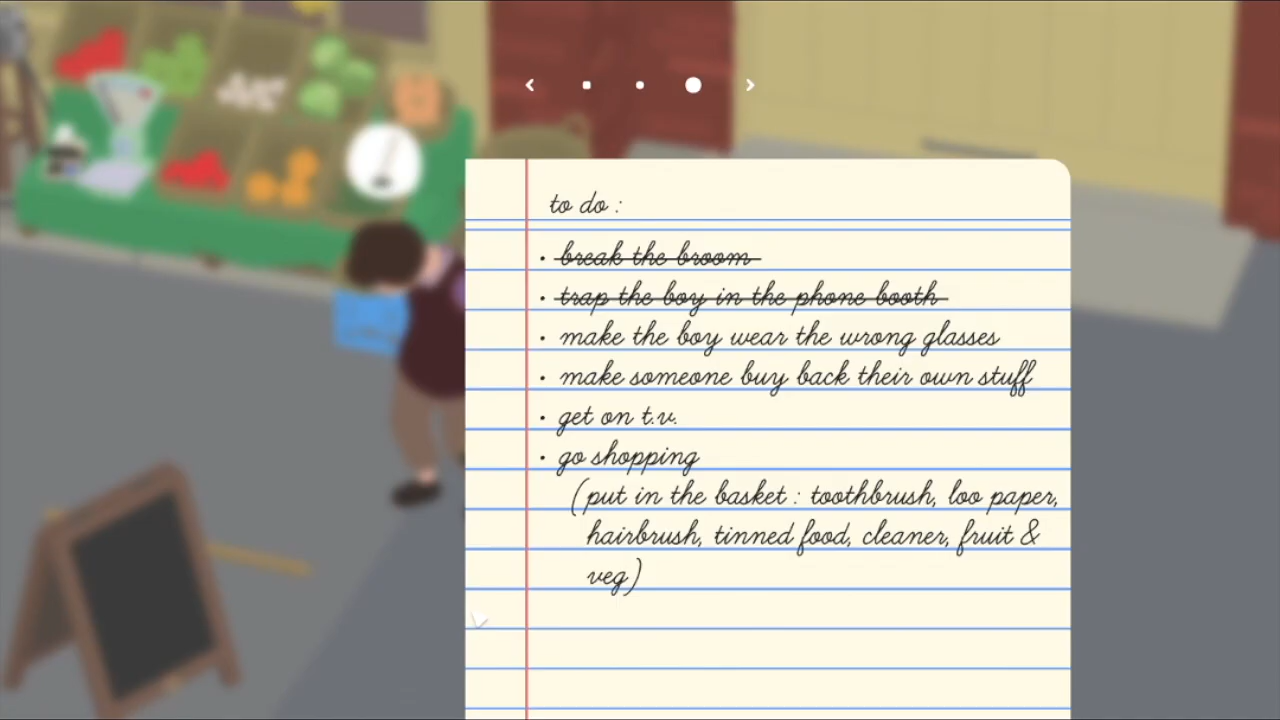 to do :
• break the broom
• trap the boy in the phone booth
• make the boy wear the wrong glasses
• make someone buy back their own stuff
• get on t.v.
• go shopping
(put in the basket : toothbrush, loo paper,
hairbrush, tinned food, cleaner, fruit &
veg)